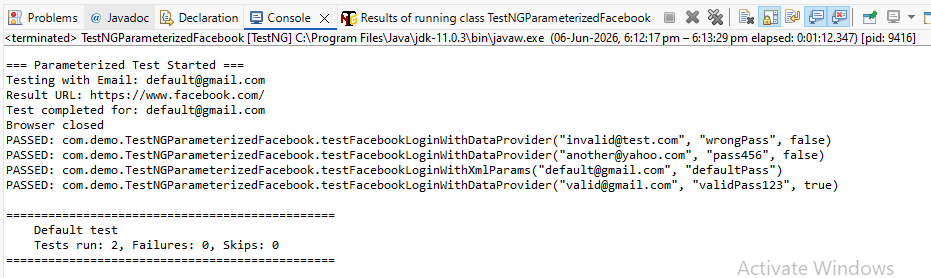 Problems @ Javadoc Declaration Console Results of running class TestNGParameterizedFacebook
<terminated> TestNGParameterizedFacebook [TestNG] C:\Program Files\Java\jdk-11.0.3\bin\javaw.exe (06-Jun-2026, 6:12:17 pm – 6:13:29 pm elapsed: 0:01:12.347) [pid: 9416]
=== Parameterized Test Started ===
Testing with Email: default@gmail.com
Result URL: https://www.facebook.com/
Test completed for: default@gmail.com
Browser closed
PASSED: com.demo.TestNGParameterizedFacebook.testFacebookLoginWithDataProvider("invalid@test.com", "wrongPass", false)
PASSED: com.demo.TestNGParameterizedFacebook.testFacebookLoginWithDataProvider("another@yahoo.com", "pass456", false)
PASSED: com.demo.TestNGParameterizedFacebook.testFacebookLoginWithXmlParams("default@gmail.com", "defaultPass")
PASSED: com.demo.TestNGParameterizedFacebook.testFacebookLoginWithDataProvider("valid@gmail.com", "validPass123", true)
===============================================
Default test
Tests run: 2, Failures: 0, Skips: 0
===============================================
Activate Windows